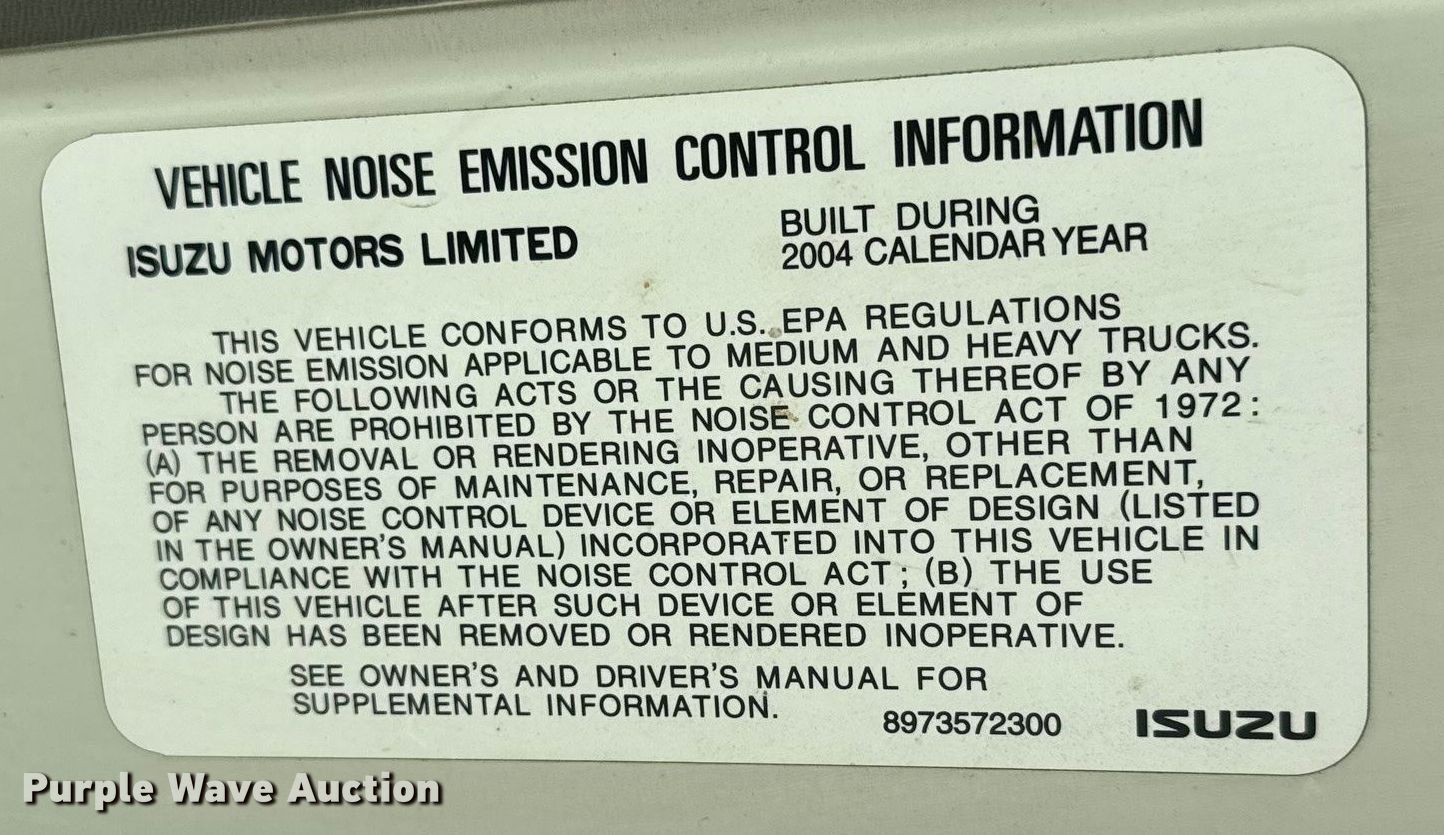 VEHICLE NOISE EMISSION CONTROL INFORMATION
ISUZU MOTORS LIMITED
BUILT DURING
2004 CALENDAR YEAR
THIS VEHICLE CONFORMS TO U.S. EPA REGULATIONS
FOR NOISE EMISSION APPLICABLE TO MEDIUM AND HEAVY TRUCKS.
THE FOLLOWING ACTS OR THE CAUSING THEREOF BY ANY
PERSON ARE PROHIBITED BY THE NOISE CONTROL ACT OF 1972:
(A) THE REMOVAL OR RENDERING INOPERATIVE, OTHER THAN
FOR PURPOSES OF MAINTENANCE, REPAIR, OR REPLACEMENT,
OF ANY NOISE CONTROL DEVICE OR ELEMENT OF DESIGN (LISTED
IN THE OWNER'S MANUAL) INCORPORATED INTO THIS VEHICLE IN
COMPLIANCE WITH THE NOISE CONTROL ACT; (B) THE USE
OF THIS VEHICLE AFTER SUCH DEVICE OR ELEMENT OF
DESIGN HAS BEEN REMOVED OR RENDERED INOPERATIVE.
SEE OWNER'S AND DRIVER'S MANUAL FOR
SUPPLEMENTAL INFORMATION.
8973572300
ISUZU
Purple Wave Auction